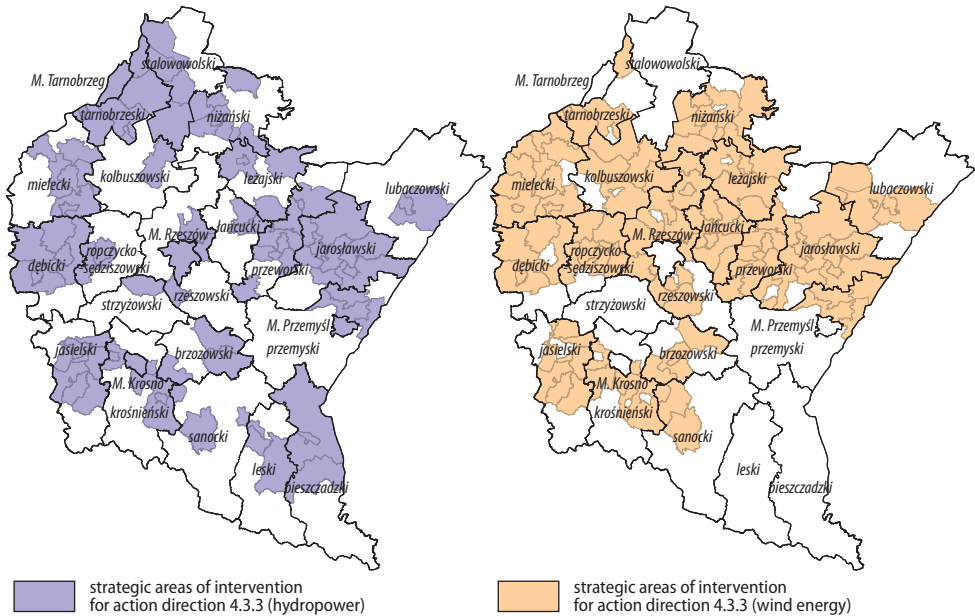 stalowowolski
M. Tarnobrzeg
tarnobrzeski
niżański
mielecki
kolbuszowski
leżajski
lubaczowski
łańcucki
M. Rzeszów
jarosławski
ropczycko-
sędziszowski
dębicki
przeworski
rzeszowski
strzyżowski
M. Przemyśl
przemyski
jasielski
brzozowski
M. Krosno
krośnieński
sanocki
leski
bieszczadzki
strategic areas of intervention
for action direction 4.3.3 (hydropower)
stalowowolski
M. Tarnobrzeg
tarnobrzeski
niżański
mielecki
kolbuszowski
leżajski
lubaczowski
łańcucki
M. Rzeszów
jarosławski
ropczycko-
sędziszowski
dębicki
przeworski
rzeszowski
strzyżowski
M. Przemyśl
przemyski
jasielski
brzozowski
M. Krosno
krośnieński
sanocki
leski
bieszczadzki
strategic areas of intervention
for action direction 4.3.3 (wind energy)